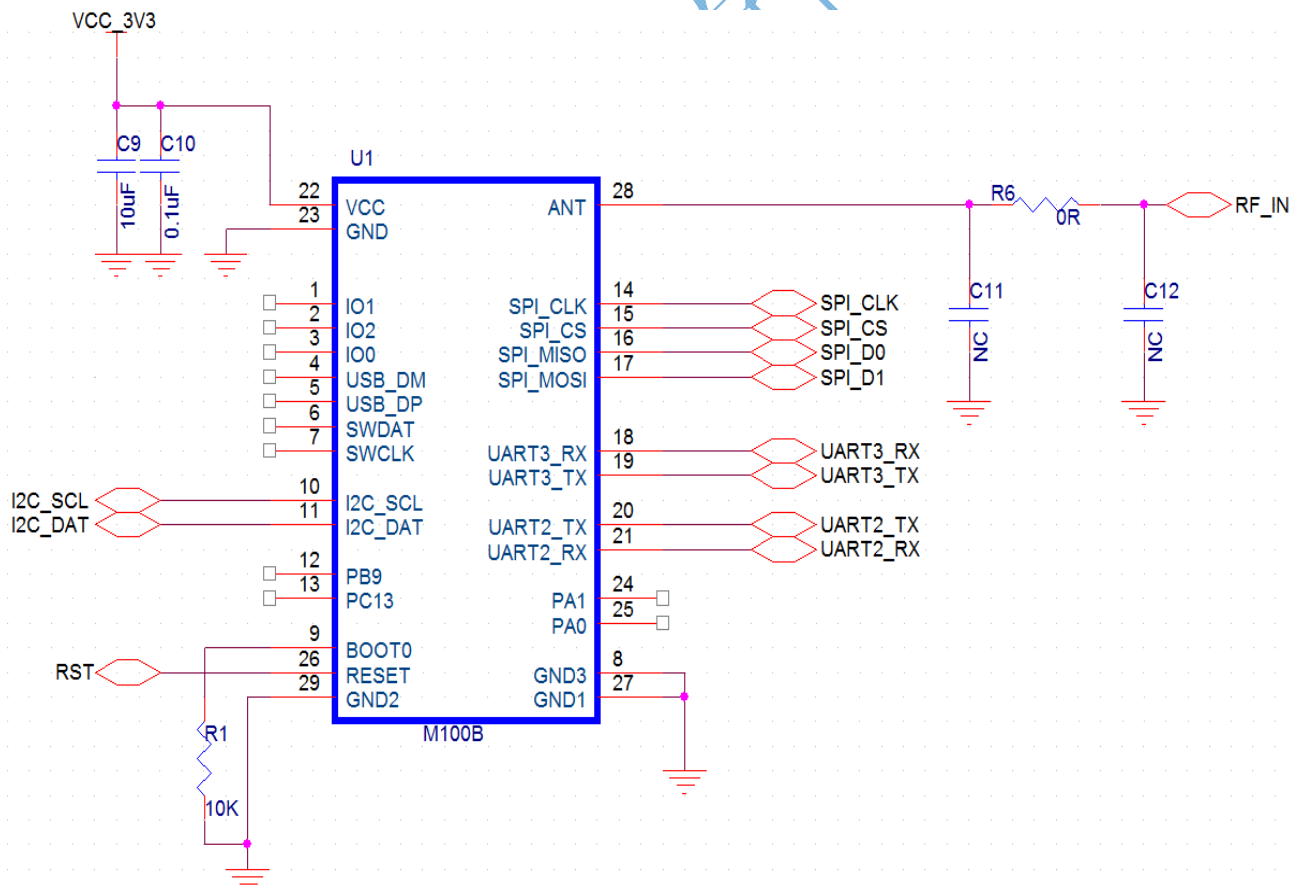 VCC_3V3
C9
C10
10uF
0.1uF
U1
22
VCC
23
GND
1
IO1
2
IO2
3
IO0
4
USB_DM
5
USB_DP
6
SWDAT
7
SWCLK
I2C_SCL
10
I2C_SCL
I2C_DAT
11
I2C_DAT
12
PB9
13
PC13
9
BOOT0
RST
26
RESET
29
GND2
R1
10K
M100B
ANT
28
R6
0R
RF_IN
C11
NC
C12
NC
SPI_CLK
14
SPI_CLK
SPI_CS
15
SPI_CS
SPI_MISO
16
SPI_D0
SPI_MOSI
17
SPI_D1
UART3_RX
18
UART3_RX
UART3_TX
19
UART3_TX
UART2_TX
20
UART2_TX
UART2_RX
21
UART2_RX
PA1
24
PA0
25
GND3
8
GND1
27